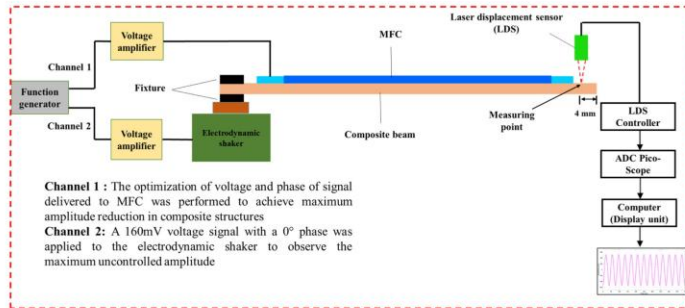 Voltage
amplifier
Channel 1
Function
generator
Channel 2
Voltage
amplifier
Fixture
Electrodynamic
shaker
MFC
Composite beam
Laser displacement sensor
(LDS)
Measuring
point
4 mm
LDS
Controller
ADC Pico-
Scope
Computer
(Display unit)
Channel 1 : The optimization of voltage and phase of signal
delivered to MFC was performed to achieve maximum
amplitude reduction in composite structures
Channel 2: A 160mV voltage signal with a 0° phase was
applied to the electrodynamic shaker to observe the
maximum uncontrolled amplitude